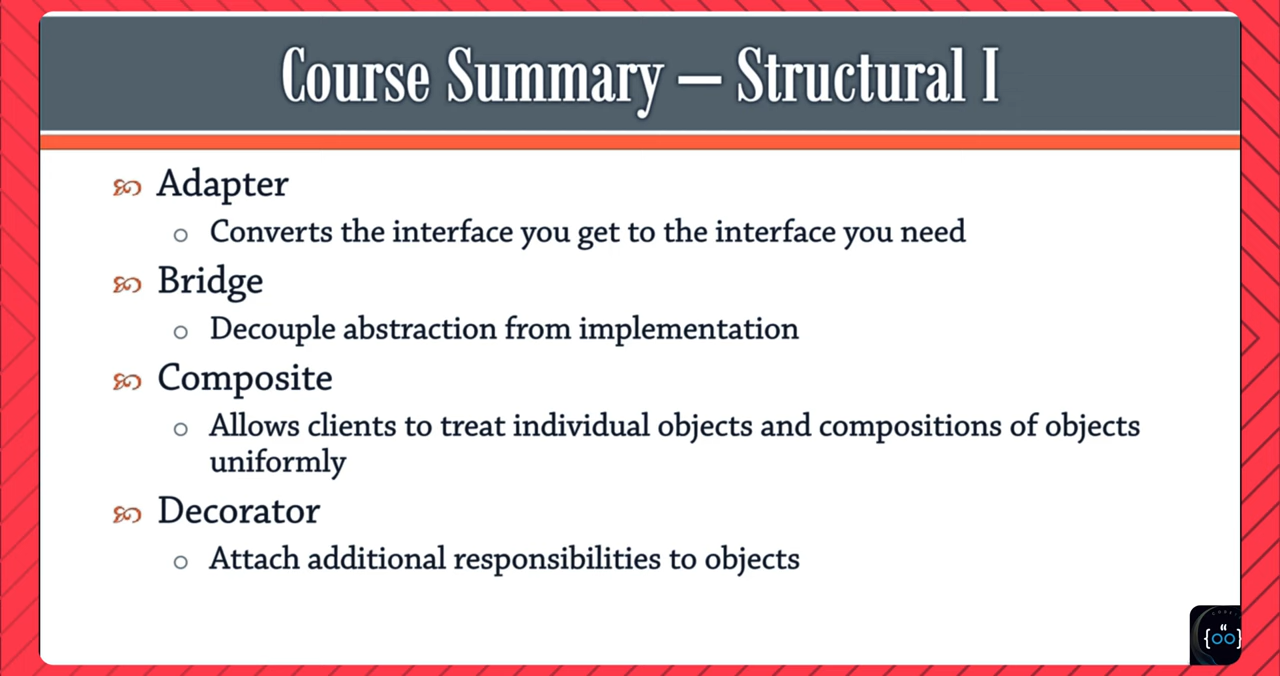 Course Summary — Structural I
Adapter
Converts the interface you get to the interface you need
Bridge
Decouple abstraction from implementation
Composite
Allows clients to treat individual objects and compositions of objects
uniformly
Decorator
Attach additional responsibilities to objects